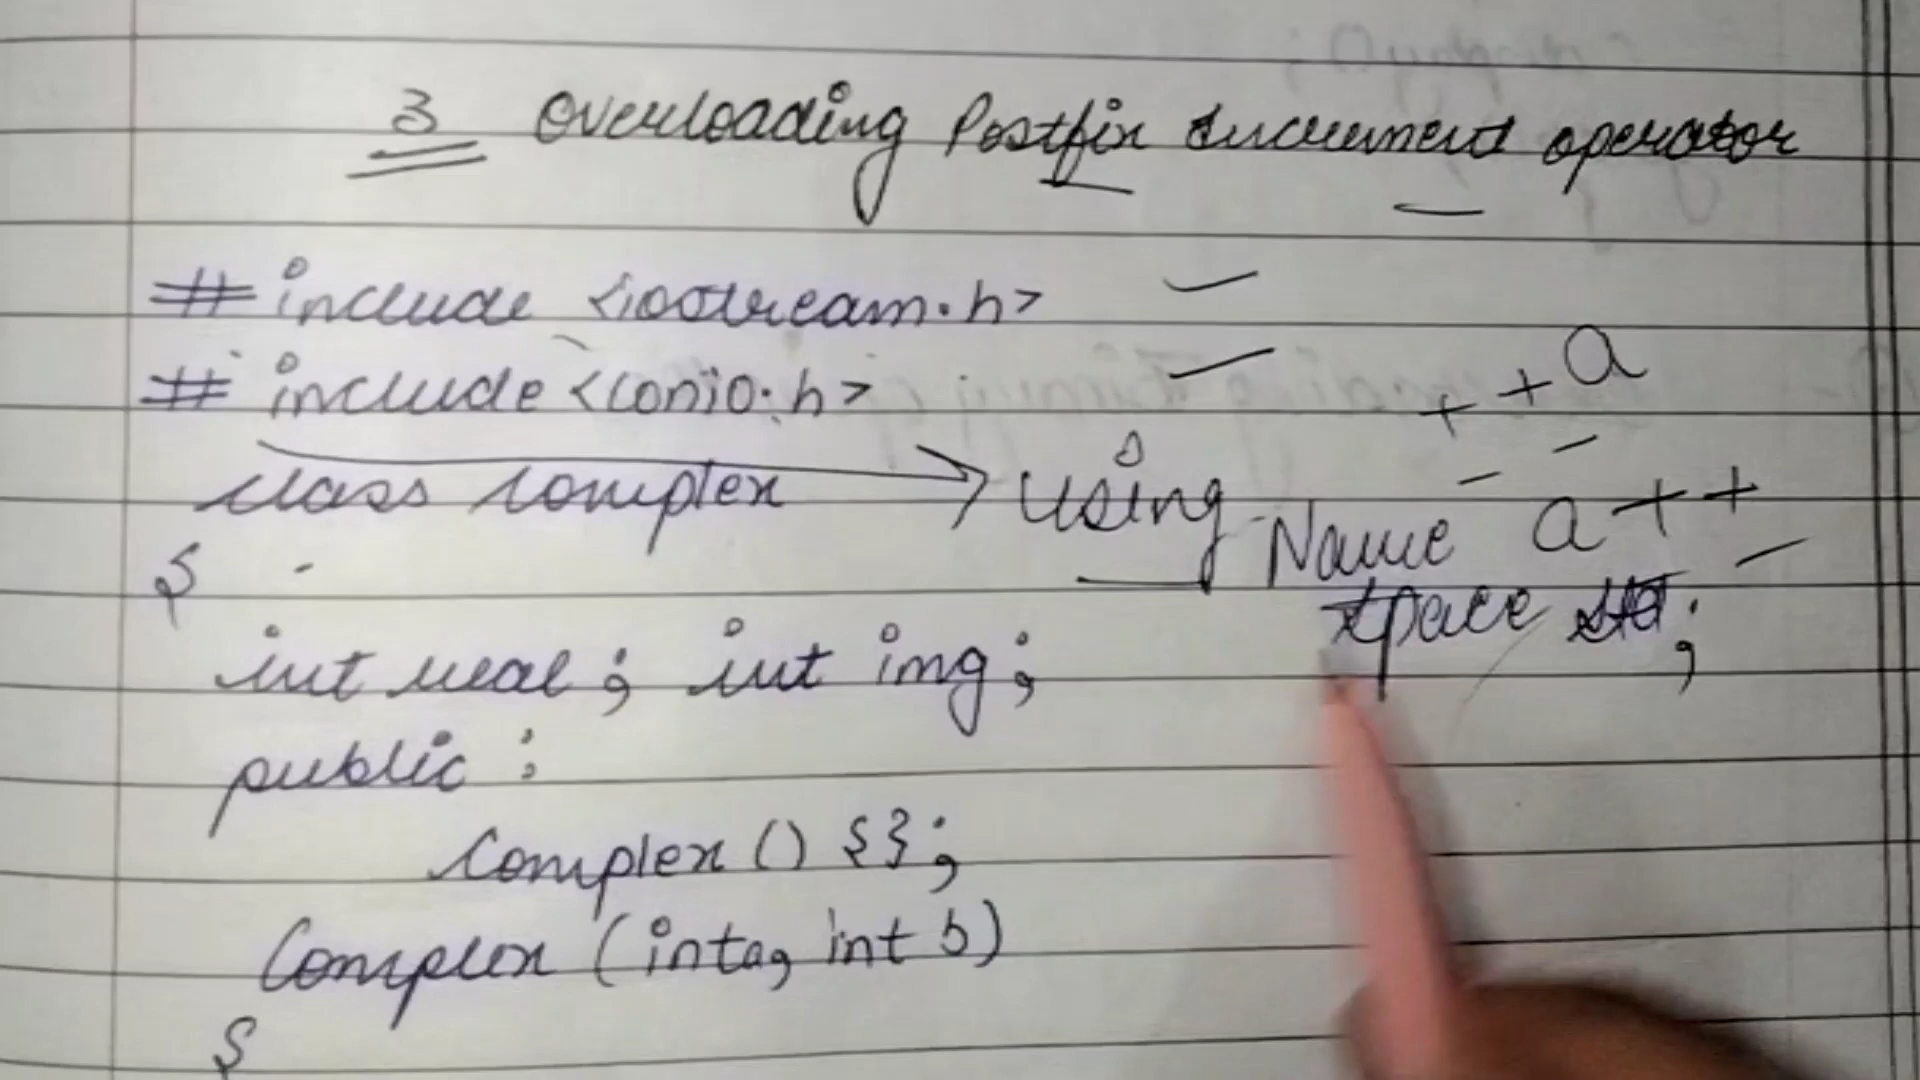 3 Overloading Postfix Increment operator
# include <iostream.h>
# include <conio.h>
++a
class complex → using Name space std;
a++
{
int real; int img;
public:
Complex () {};
Complex (int a, int b)
{